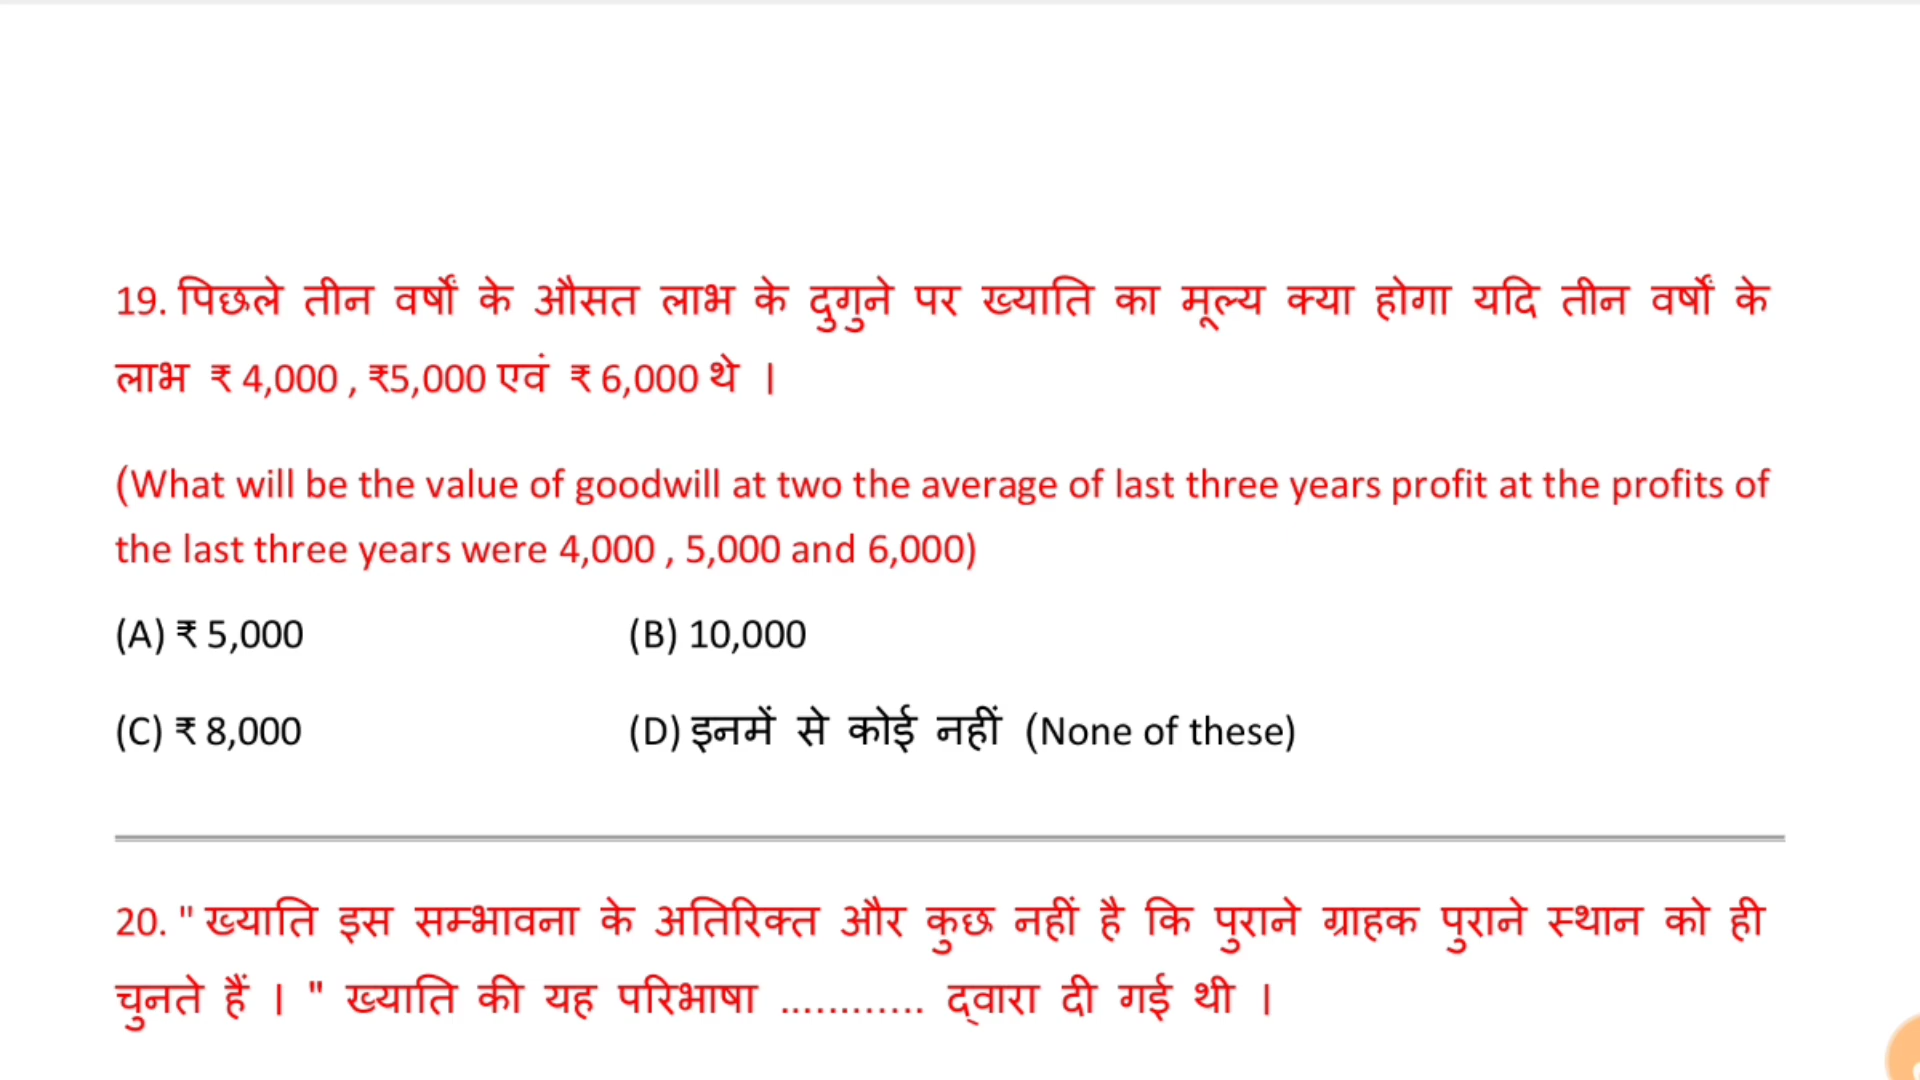 19. पिछले तीन वर्षों के औसत लाभ के दुगुने पर ख्याति का मूल्य क्या होगा यदि तीन वर्षों के
लाभ ₹ 4,000 , ₹5,000 एवं ₹ 6,000 थे ।
(What will be the value of goodwill at two the average of last three years profit at the profits of
the last three years were 4,000 , 5,000 and 6,000)
(A) ₹ 5,000 (B) 10,000
(C) ₹ 8,000 (D) इनमें से कोई नहीं (None of these)
20. " ख्याति इस सम्भावना के अतिरिक्त और कुछ नहीं है कि पुराने ग्राहक पुराने स्थान को ही
चुनते हैं । " ख्याति की यह परिभाषा ............ द्वारा दी गई थी ।